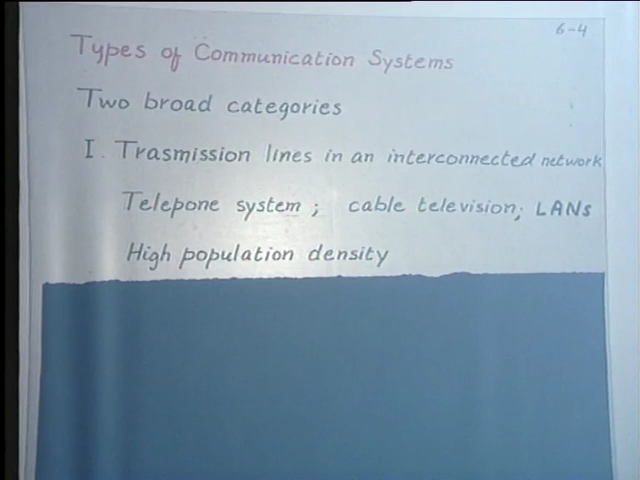 6-4
Types of Communication Systems
Two broad categories
I. Trasmission lines in an interconnected network
Telepone system; cable television; LANs
High population density